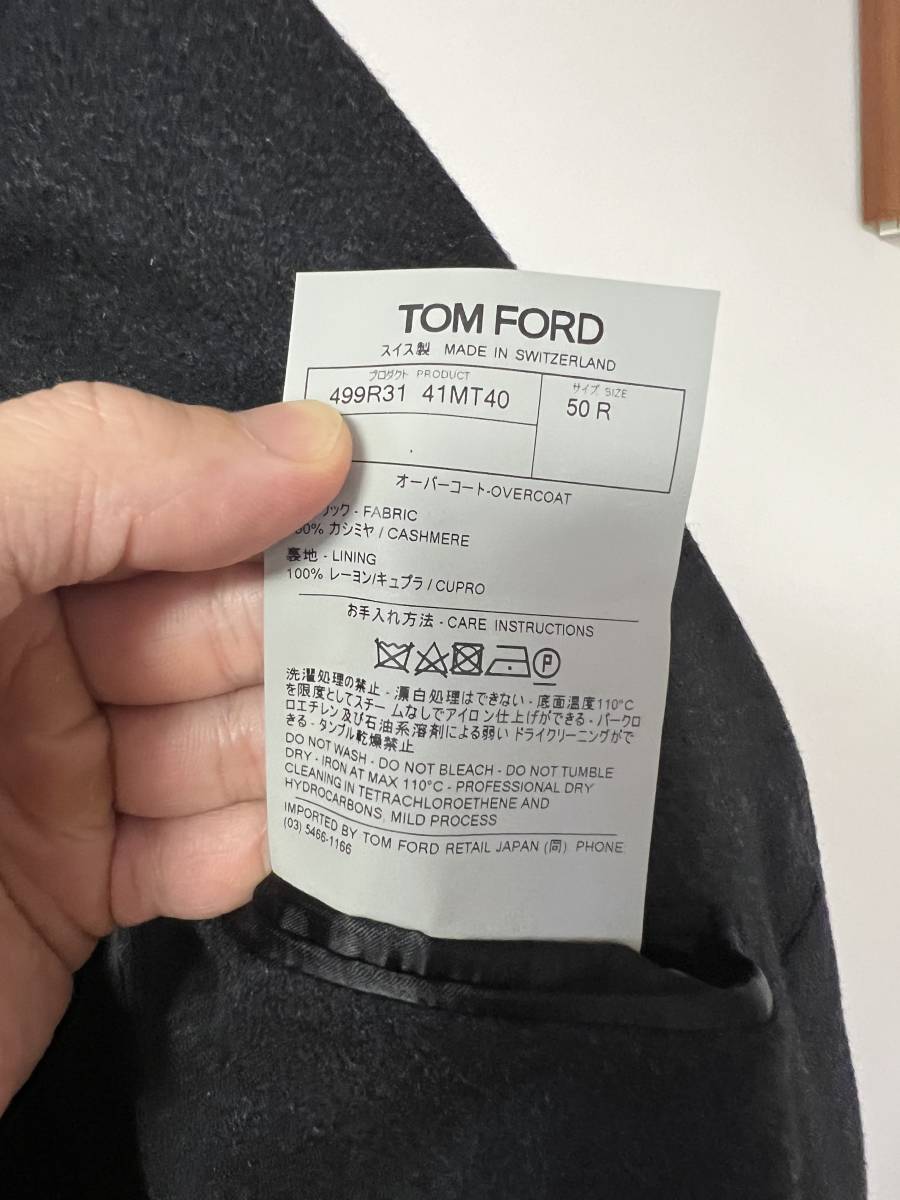 TOM FORD
スイス製 MADE IN SWITZERLAND
プロダクト PRODUCT
499R31 41MT40
サイズ SIZE
50 R
オーバーコート-OVERCOAT
リック - FABRIC
00% カシミヤ / CASHMERE
裏地 - LINING
100% レーヨン/キュプラ / CUPRO
お手入れ方法 - CARE INSTRUCTIONS
P
洗濯処理の禁止 - 漂白処理はできない - 底面温度110°C
を限度としてスチームなしでアイロン仕上げができる - パークロ
ロエチレン及び石油系溶剤による弱い ドライクリーニングがで
きる - タンブル乾燥禁止
DO NOT WASH - DO NOT BLEACH - DO NOT TUMBLE
DRY - IRON AT MAX 110°C - PROFESSIONAL DRY
CLEANING IN TETRACHLOROETHENE AND
HYDROCARBONS, MILD PROCESS
IMPORTED BY TOM FORD RETAIL JAPAN (同) PHONE
(03) 5466-1166